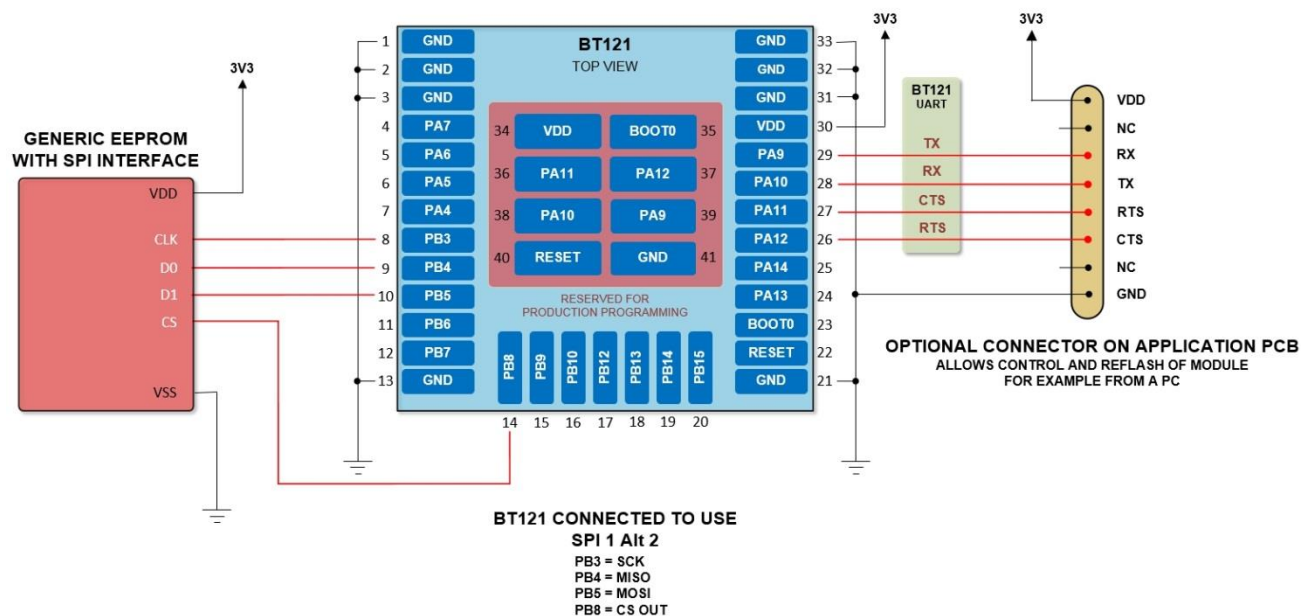 3V3
GENERIC EEPROM
WITH SPI INTERFACE
VDD
CLK
D0
D1
CS
VSS
BT121
TOP VIEW
1 GND
2 GND
3 GND
4 PA7
5 PA6
6 PA5
7 PA4
8 PB3
9 PB4
10 PB5
11 PB6
12 PB7
13 GND
34 VDD BOOT0 35
36 PA11 PA12 37
38 PA10 PA9 39
40 RESET GND 41
RESERVED FOR
PRODUCTION PROGRAMMING
PB8 PB9 PB10 PB12 PB13 PB14 PB15
14 15 16 17 18 19 20
GND 33
GND 32
GND 31
VDD 30
PA9 29
PA10 28
PA11 27
PA12 26
PA14 25
PA13 24
BOOT0 23
RESET 22
GND 21
3V3
BT121
UART
TX
RX
CTS
RTS
3V3
VDD
NC
RX
TX
RTS
CTS
NC
GND
OPTIONAL CONNECTOR ON APPLICATION PCB
ALLOWS CONTROL AND REFLASH OF MODULE
FOR EXAMPLE FROM A PC
BT121 CONNECTED TO USE
SPI 1 Alt 2
PB3 = SCK
PB4 = MISO
PB5 = MOSI
PB8 = CS OUT